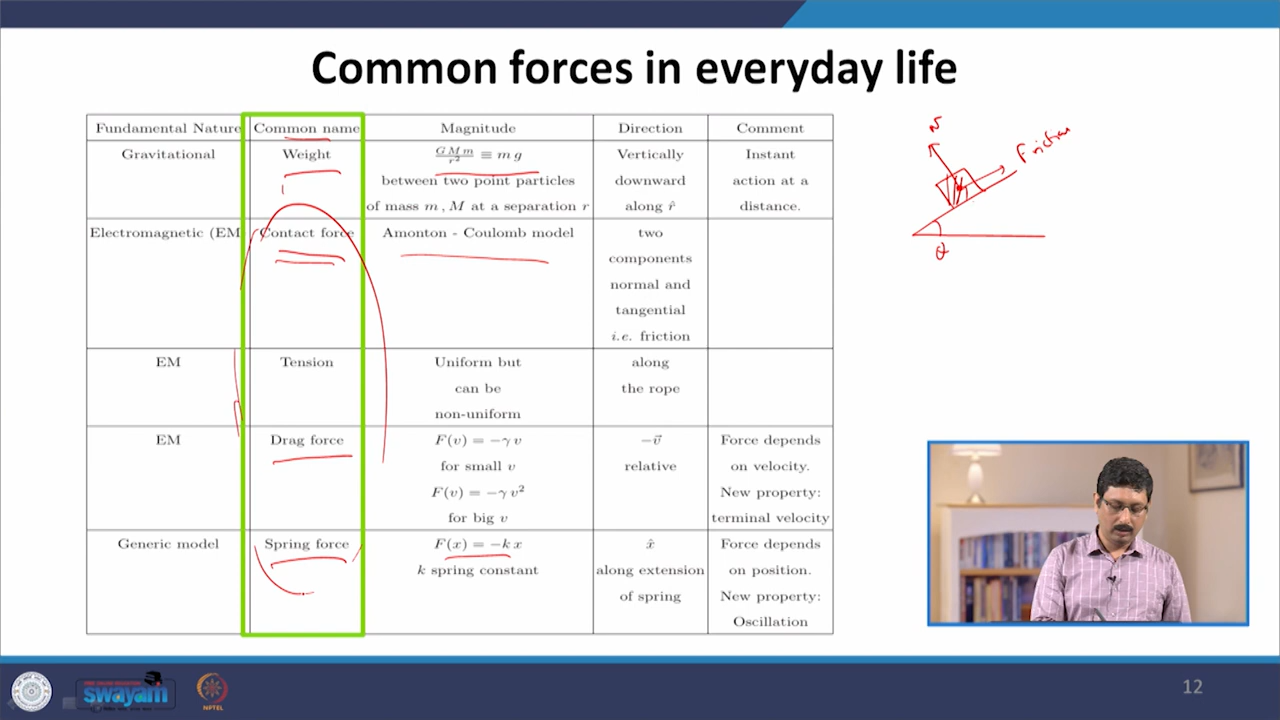 Common forces in everyday life
Fundamental Nature Common name Magnitude Direction Comment
Gravitational Weight G M m / r² ≡ m g Vertically Instant
between two point particles downward action at a
of mass m , M at a separation r along r̂ distance.
Electromagnetic (EM Contact force Amonton - Coulomb model two
components
normal and
tangential
i.e. friction
EM Tension Uniform but along
can be the rope
non-uniform
EM Drag force F(v) = −γ v −v⃗ Force depends
for small v relative on velocity.
F(v) = −γ v² New property:
for big v terminal velocity
Generic model Spring force F(x) = −k x x̂ Force depends
k spring constant along extension on position.
of spring New property:
Oscillation
N
Friction
θ
swayam
NPTEL
12